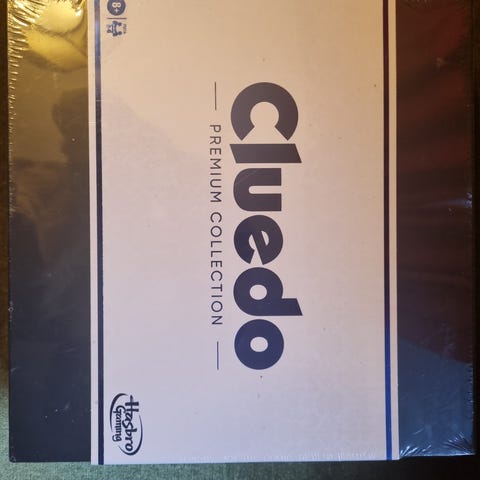 8+
Cluedo
PREMIUM COLLECTION
Hasbro
Gaming